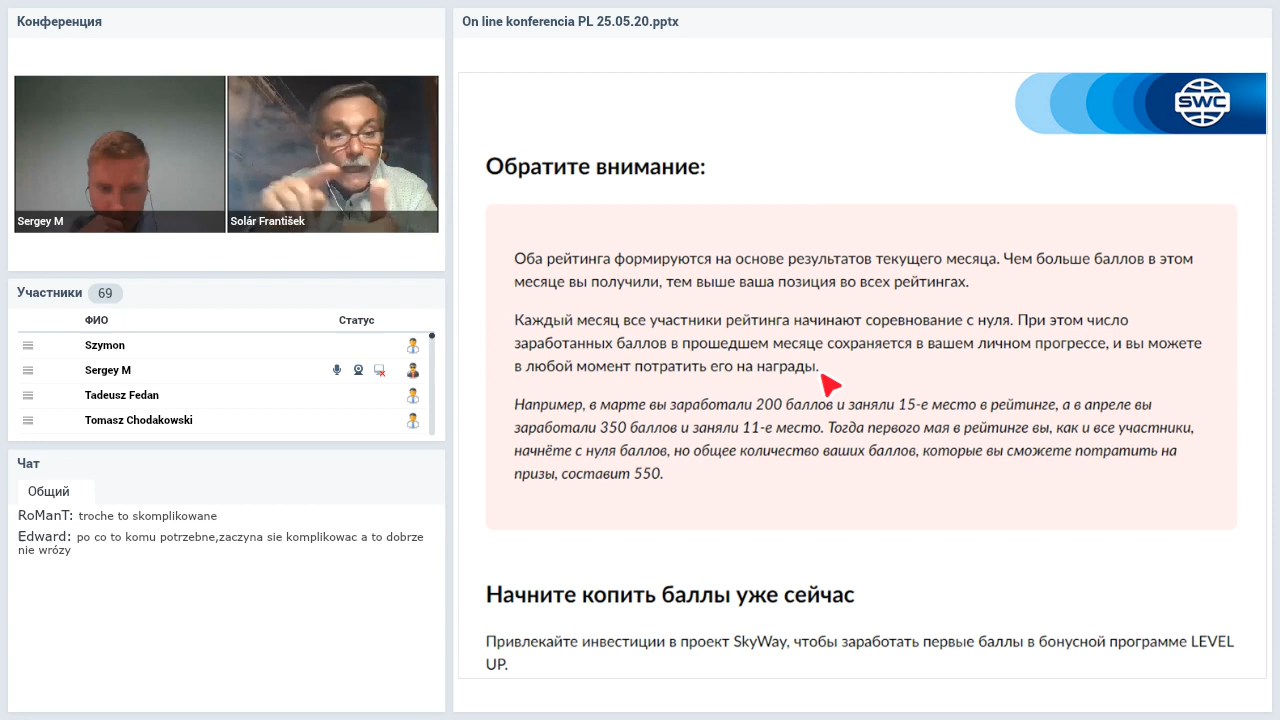 Конференция
Sergey M
Solár František
Участники 69
ФИО Статус
Szymon
Sergey M
Tadeusz Fedan
Tomasz Chodakowski
Чат
Общий
RoManT: troche to skomplikowane
Edward: po co to komu potrzebne,zaczyna sie komplikowac a to dobrze
nie wrózy
On line konferencia PL 25.05.20.pptx
SWC
Обратите внимание:
Оба рейтинга формируются на основе результатов текущего месяца. Чем больше баллов в этом
месяце вы получили, тем выше ваша позиция во всех рейтингах.
Каждый месяц все участники рейтинга начинают соревнование с нуля. При этом число
заработанных баллов в прошедшем месяце сохраняется в вашем личном прогрессе, и вы можете
в любой момент потратить его на награды.
Например, в марте вы заработали 200 баллов и заняли 15-е место в рейтинге, а в апреле вы
заработали 350 баллов и заняли 11-е место. Тогда первого мая в рейтинге вы, как и все участники,
начнёте с нуля баллов, но общее количество ваших баллов, которые вы сможете потратить на
призы, составит 550.
Начните копить баллы уже сейчас
Привлекайте инвестиции в проект SkyWay, чтобы заработать первые баллы в бонусной программе LEVEL
UP.